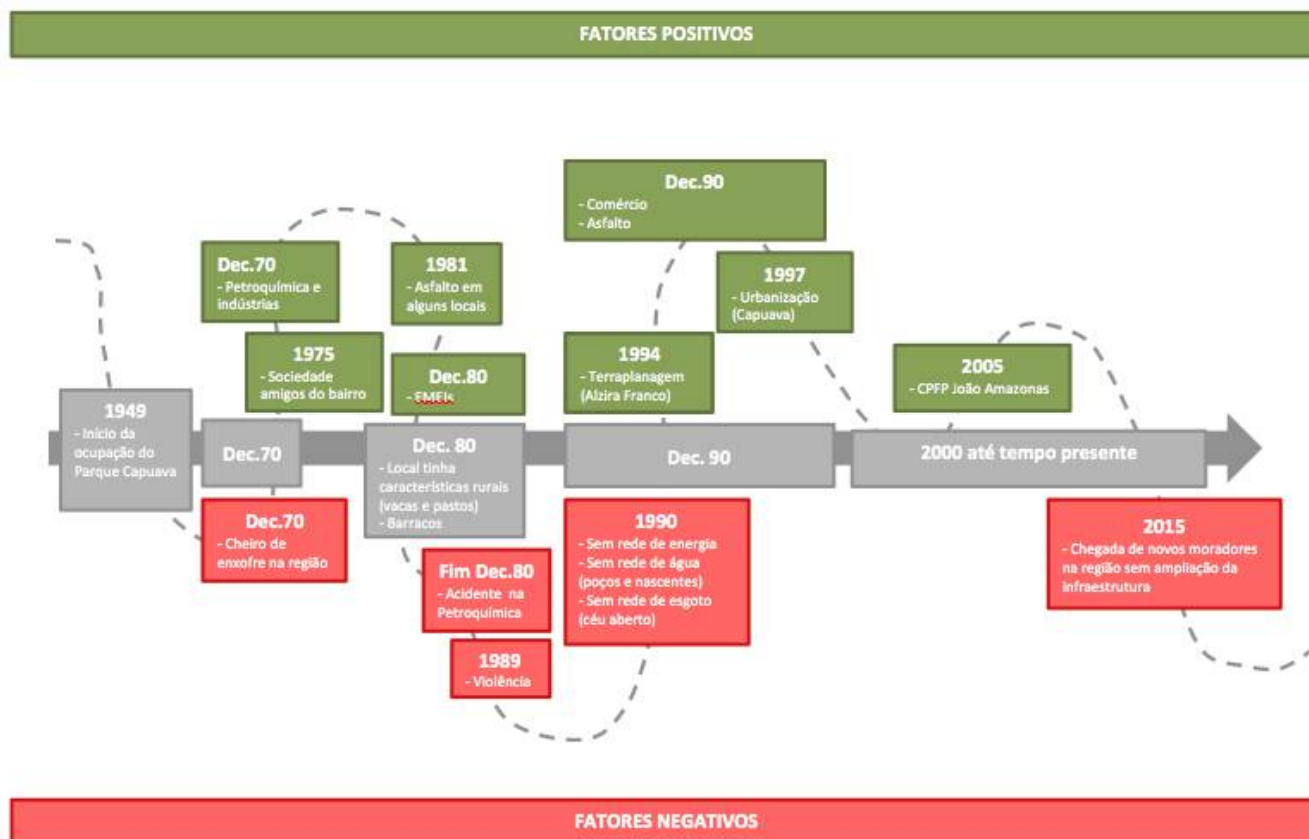 FATORES POSITIVOS
Dec.90
- Comércio
- Asfalto
Dec.70
- Petroquímica e
indústrias
1981
- Asfalto em
alguns locais
1997
- Urbanização
(Capuava)
1975
- Sociedade
amigos do bairro
Dec.80
- EMEIs
1994
- Terraplanagem
(Alzira Franco)
2005
- CPFP João Amazonas
1949
- Início da
ocupação do
Parque Capuava
Dec.70
Dec. 80
- Local tinha
características rurais
(vacas e pastos)
- Barracos
Dec. 90
2000 até tempo presente
Dec.70
- Cheiro de
enxofre na região
Fim Dec.80
- Acidente na
Petroquímica
1989
- Violência
1990
- Sem rede de energia
- Sem rede de água
(poços e nascentes)
- Sem rede de esgoto
(céu aberto)
2015
- Chegada de novos moradores
na região sem ampliação da
infraestrutura
FATORES NEGATIVOS